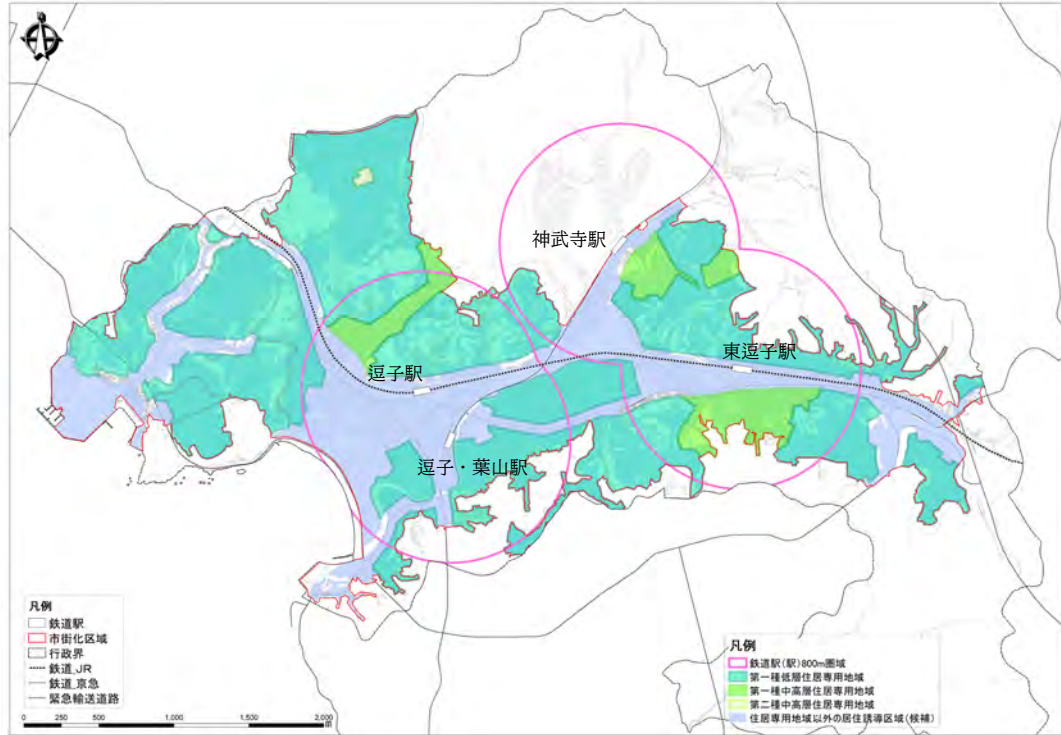 神武寺駅
東逗子駅
逗子駅
逗子・葉山駅
凡例
鉄道駅
市街化区域
行政界
鉄道_JR
鉄道_京急
緊急輸送道路
0 250 500 1,000 1,500 2,000
m
凡例
鉄道駅(駅)800m圏域
第一種低層住居専用地域
第一種中高層住居専用地域
第二種中高層住居専用地域
住居専用地域以外の居住誘導区域(候補)